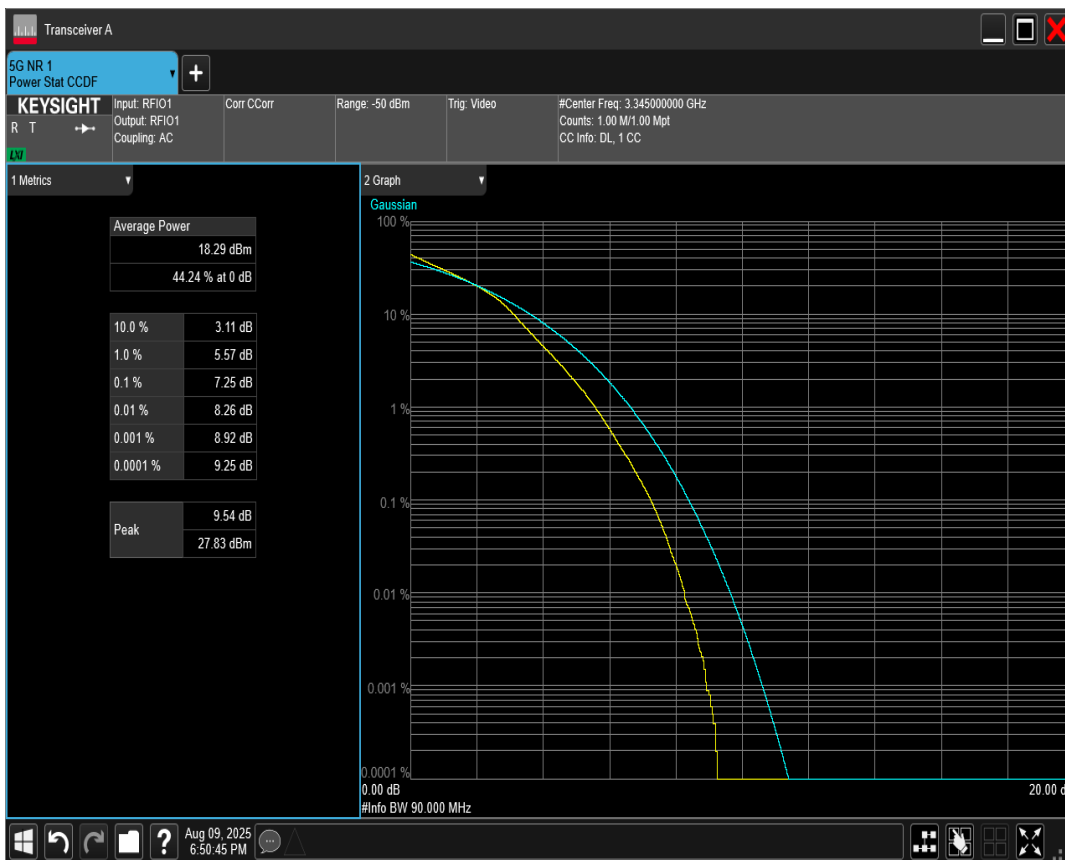 Transceiver A
5G NR 1
Power Stat CCDF
KEYSIGHT
R T
LXI
Input: RFIO1
Output: RFIO1
Coupling: AC
Corr CCorr
Range: -50 dBm
Trig: Video
#Center Freq: 3.345000000 GHz
Counts: 1.00 M/1.00 Mpt
CC Info: DL, 1 CC
1 Metrics
Average Power
18.29 dBm
44.24 % at 0 dB
10.0 % 3.11 dB
1.0 % 5.57 dB
0.1 % 7.25 dB
0.01 % 8.26 dB
0.001 % 8.92 dB
0.0001 % 9.25 dB
Peak
9.54 dB
27.83 dBm
2 Graph
Gaussian
100 %
10 %
1 %
0.1 %
0.01 %
0.001 %
0.0001 %
0.00 dB
20.00 d
#Info BW 90.000 MHz
?
Aug 09, 2025
6:50:45 PM